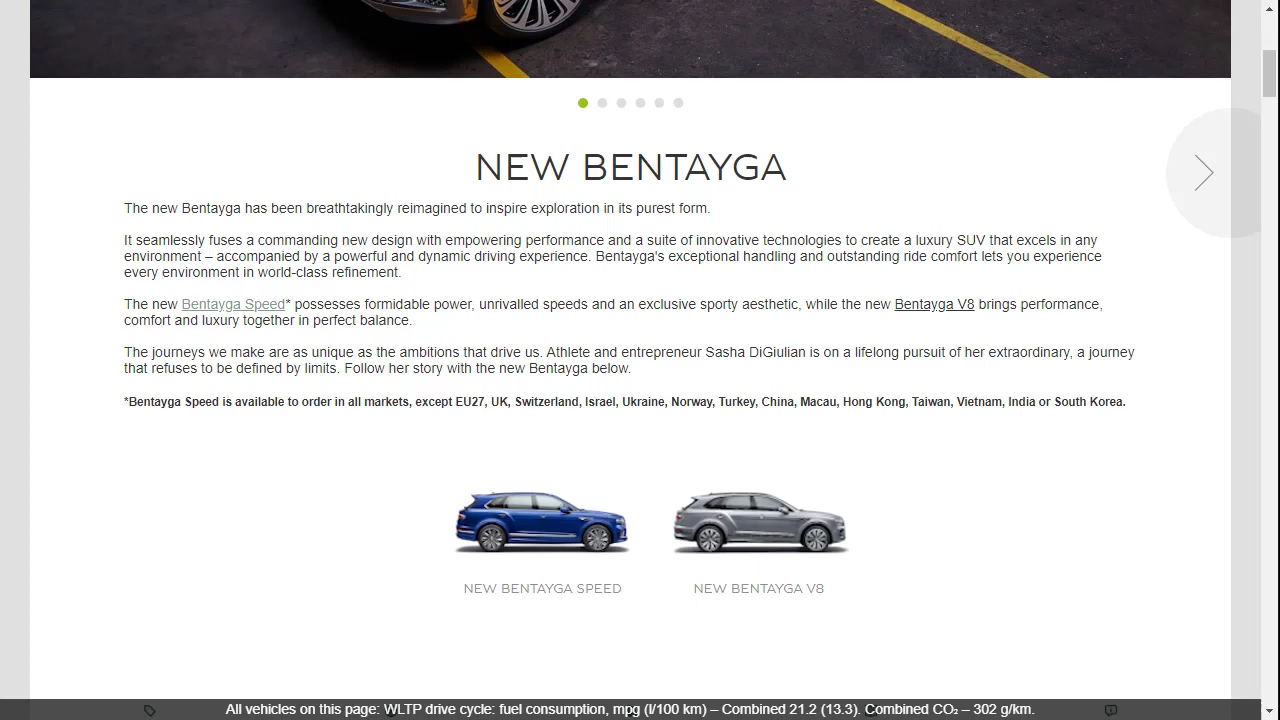 NEW BENTAYGA
The new Bentayga has been breathtakingly reimagined to inspire exploration in its purest form.
It seamlessly fuses a commanding new design with empowering performance and a suite of innovative technologies to create a luxury SUV that excels in any
environment – accompanied by a powerful and dynamic driving experience. Bentayga's exceptional handling and outstanding ride comfort lets you experience
every environment in world-class refinement.
The new Bentayga Speed* possesses formidable power, unrivalled speeds and an exclusive sporty aesthetic, while the new Bentayga V8 brings performance,
comfort and luxury together in perfect balance.
The journeys we make are as unique as the ambitions that drive us. Athlete and entrepreneur Sasha DiGiulian is on a lifelong pursuit of her extraordinary, a journey
that refuses to be defined by limits. Follow her story with the new Bentayga below.
*Bentayga Speed is available to order in all markets, except EU27, UK, Switzerland, Israel, Ukraine, Norway, Turkey, China, Macau, Hong Kong, Taiwan, Vietnam, India or South Korea.
NEW BENTAYGA SPEED
NEW BENTAYGA V8
All vehicles on this page: WLTP drive cycle: fuel consumption, mpg (l/100 km) – Combined 21.2 (13.3). Combined CO₂ – 302 g/km.